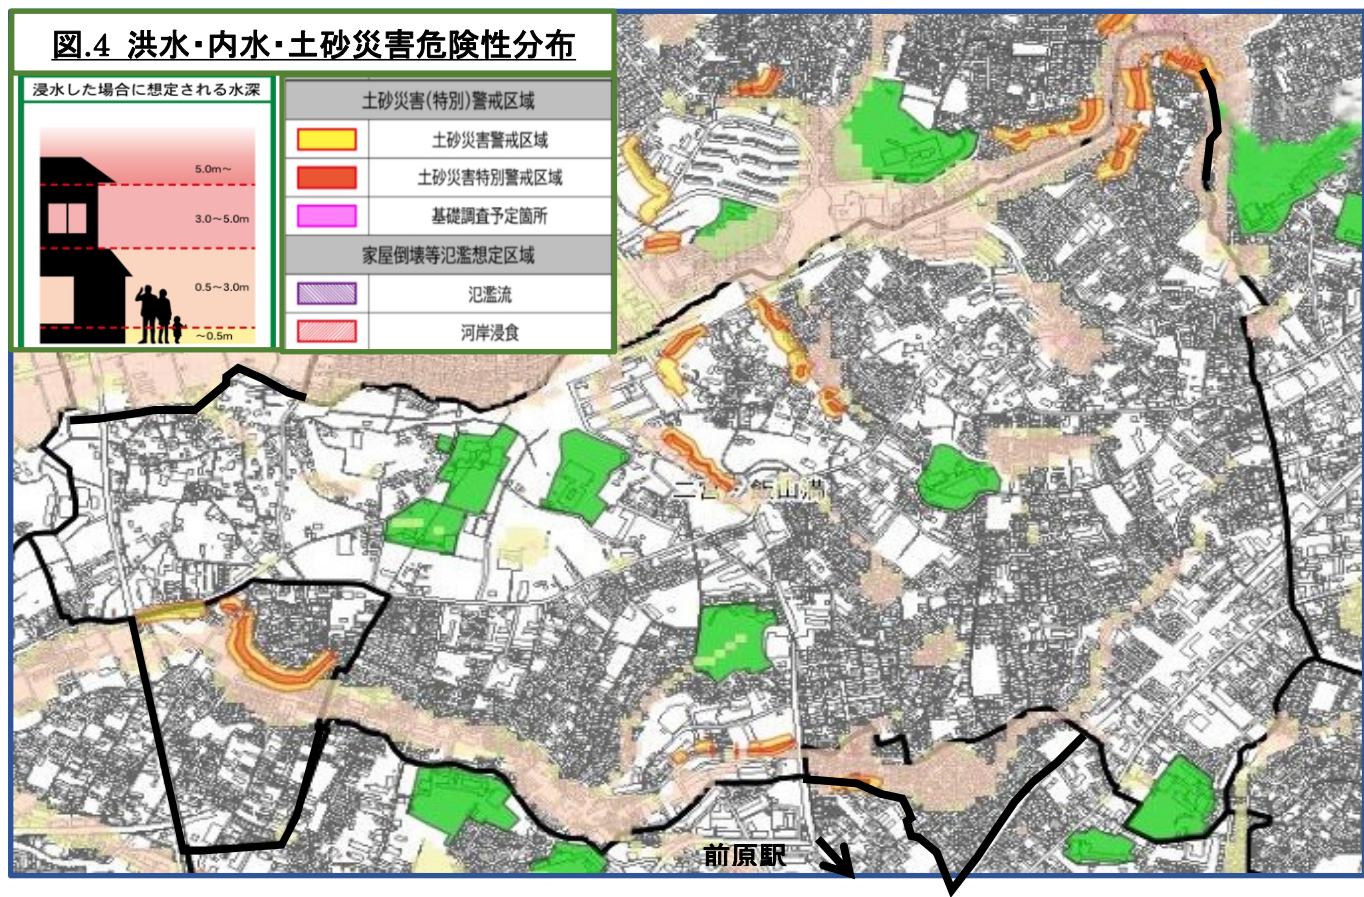 図.4 洪水・内水・土砂災害危険性分布
浸水した場合に想定される水深
5.0m～
3.0～5.0m
0.5～3.0m
～0.5m
土砂災害(特別)警戒区域
土砂災害警戒区域
土砂災害特別警戒区域
基礎調査予定箇所
家屋倒壊等氾濫想定区域
氾濫流
河岸浸食
二宮・飯山満
前原駅